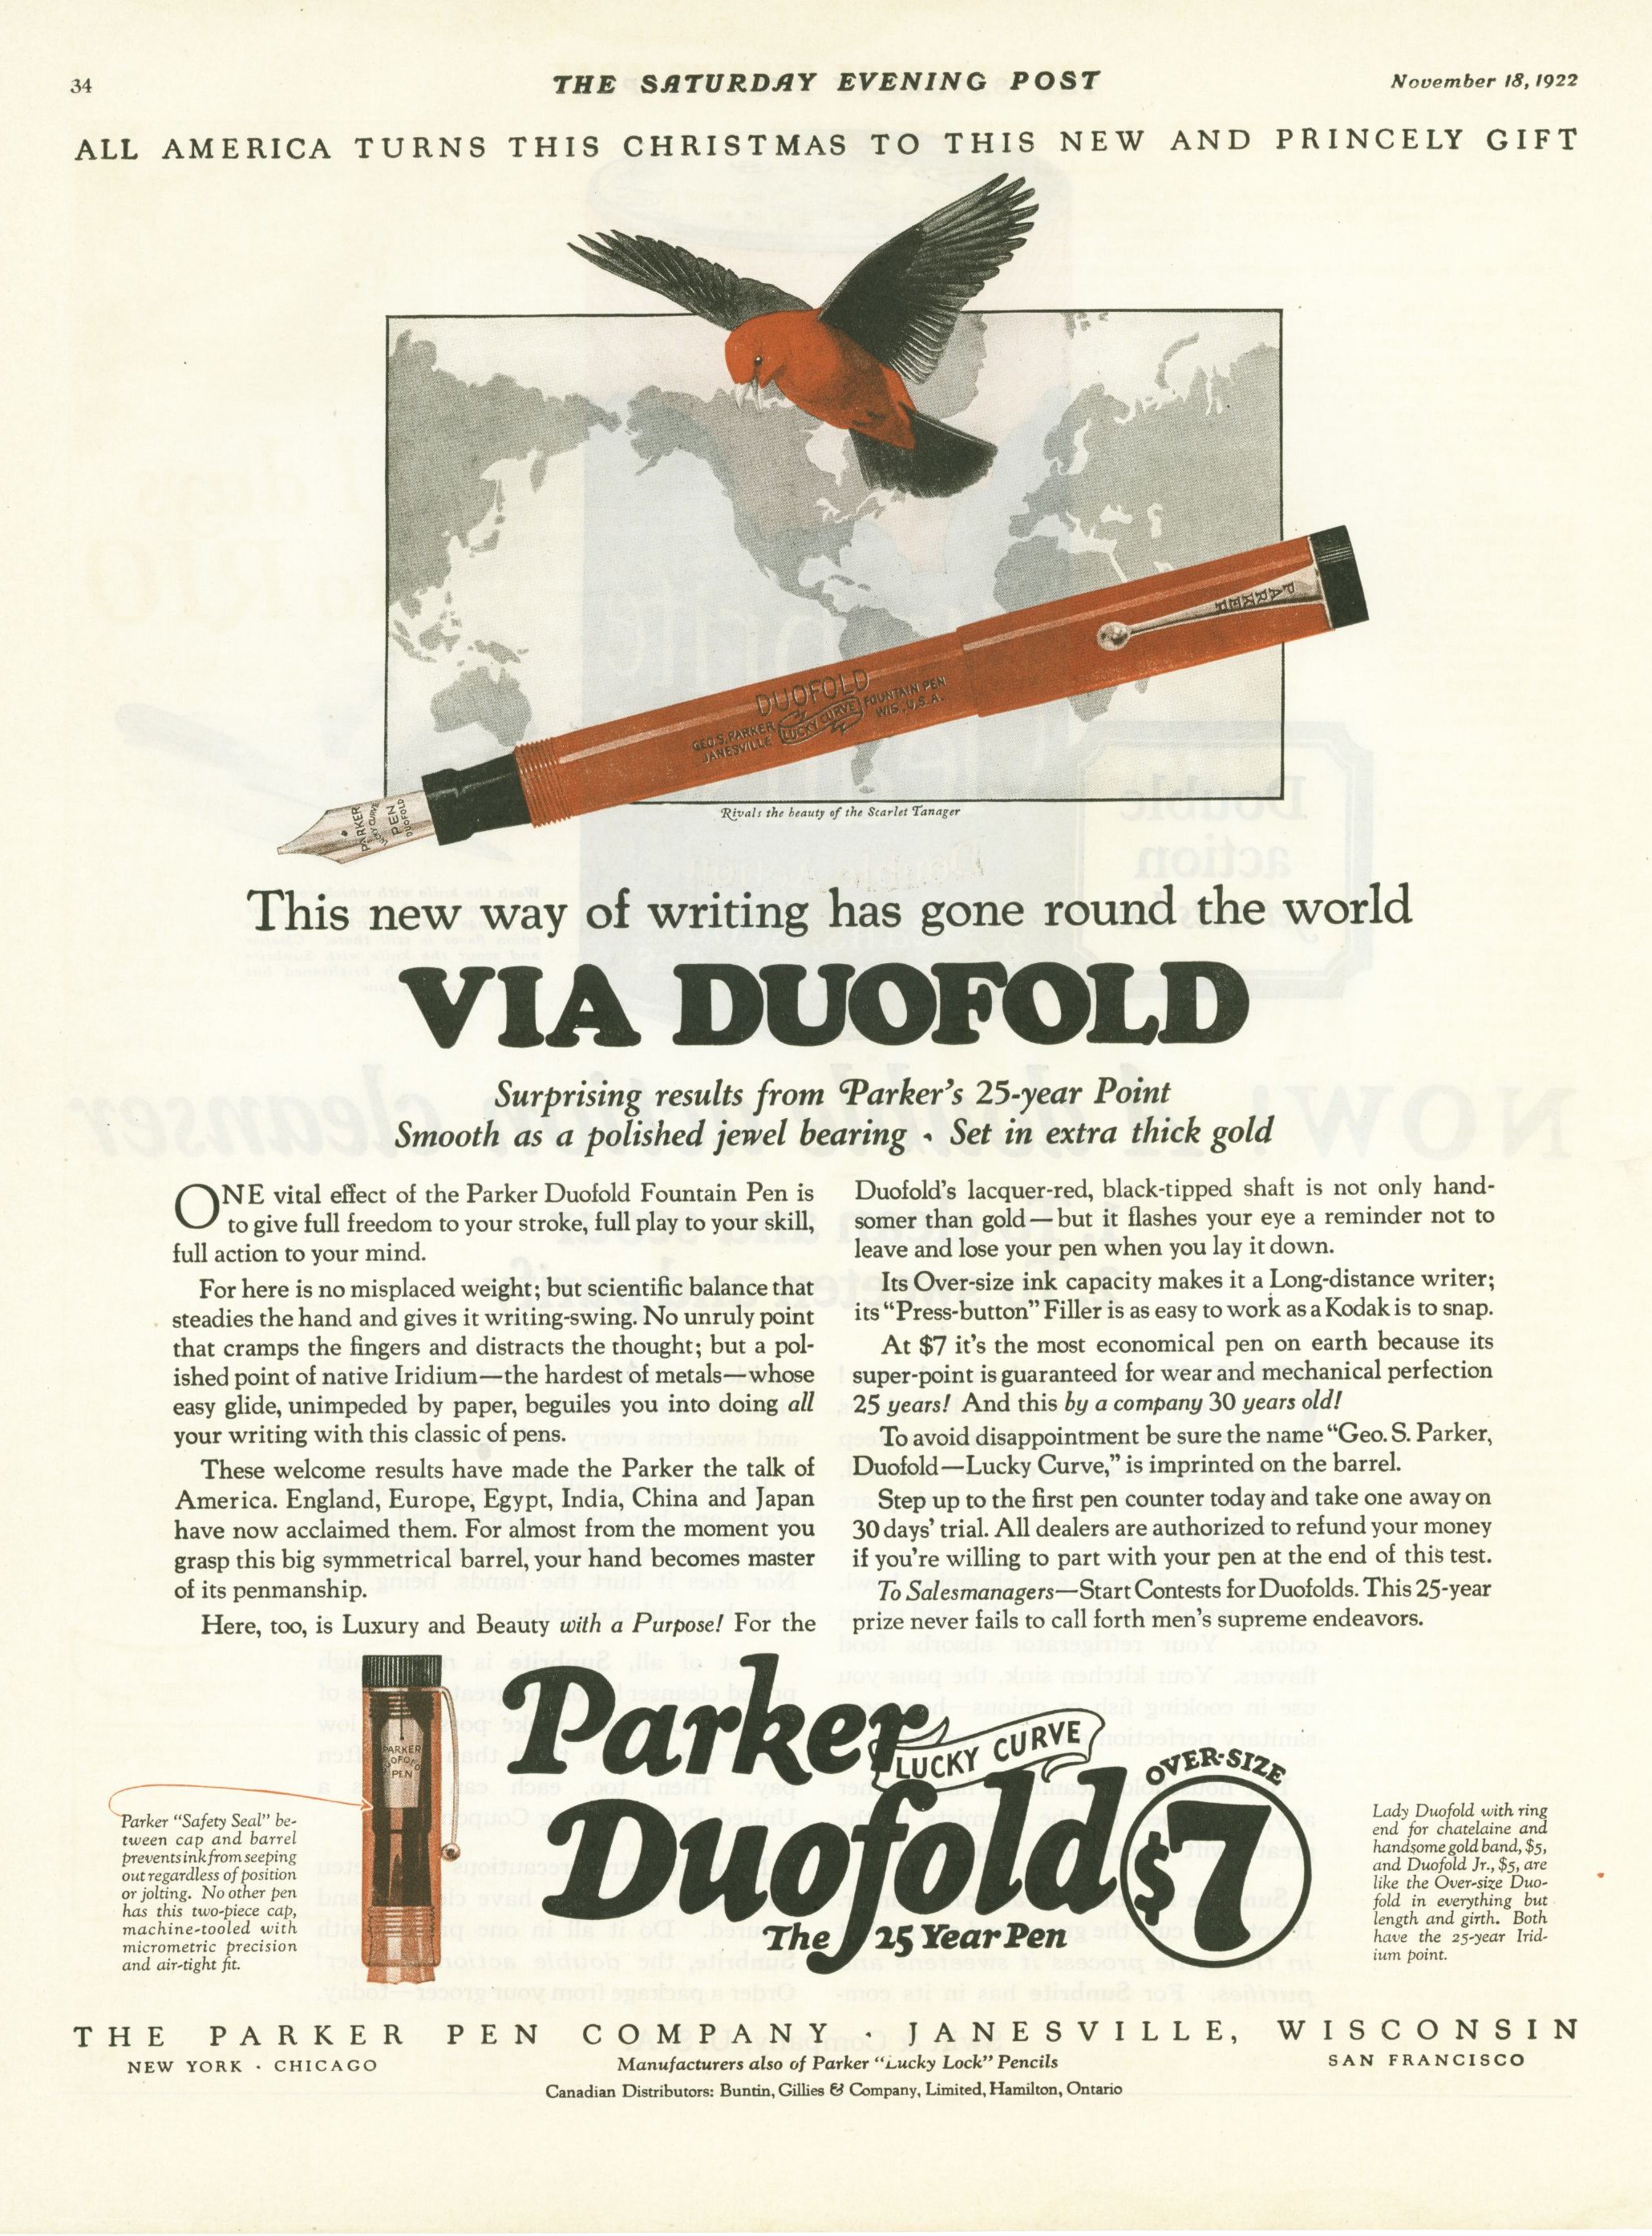 34
THE SATURDAY EVENING POST
November 18, 1922
ALL AMERICA TURNS THIS CHRISTMAS TO THIS NEW AND PRINCELY GIFT
PARKER
DUOFOLD
GEO. S. PARKER LUCKY CURVE FOUNTAIN PEN
JANESVILLE WIS. U.S.A.
PARKER
LUCKY CURVE
PEN
DUOFOLD
Rivals the beauty of the Scarlet Tanager
This new way of writing has gone round the world
VIA DUOFOLD
Surprising results from Parker's 25-year Point
Smooth as a polished jewel bearing · Set in extra thick gold
ONE vital effect of the Parker Duofold Fountain Pen is
to give full freedom to your stroke, full play to your skill,
full action to your mind.
For here is no misplaced weight; but scientific balance that
steadies the hand and gives it writing-swing. No unruly point
that cramps the fingers and distracts the thought; but a pol-
ished point of native Iridium—the hardest of metals—whose
easy glide, unimpeded by paper, beguiles you into doing all
your writing with this classic of pens.
These welcome results have made the Parker the talk of
America. England, Europe, Egypt, India, China and Japan
have now acclaimed them. For almost from the moment you
grasp this big symmetrical barrel, your hand becomes master
of its penmanship.
Here, too, is Luxury and Beauty with a Purpose! For the
Duofold's lacquer-red, black-tipped shaft is not only hand-
somer than gold—but it flashes your eye a reminder not to
leave and lose your pen when you lay it down.
Its Over-size ink capacity makes it a Long-distance writer;
its "Press-button" Filler is as easy to work as a Kodak is to snap.
At $7 it's the most economical pen on earth because its
super-point is guaranteed for wear and mechanical perfection
25 years! And this by a company 30 years old!
To avoid disappointment be sure the name "Geo. S. Parker,
Duofold—Lucky Curve," is imprinted on the barrel.
Step up to the first pen counter today and take one away on
30 days' trial. All dealers are authorized to refund your money
if you're willing to part with your pen at the end of this test.
To Salesmanagers—Start Contests for Duofolds. This 25-year
prize never fails to call forth men's supreme endeavors.
PARKER
DUOFOLD
PEN
Parker "Safety Seal" be-
tween cap and barrel
prevents ink from seeping
out regardless of position
or jolting. No other pen
has this two-piece cap,
machine-tooled with
micrometric precision
and air-tight fit.
Parker
LUCKY CURVE
Duofold
The 25 Year Pen
OVER-SIZE
$7
Lady Duofold with ring
end for chatelaine and
handsome gold band, $5,
and Duofold Jr., $5, are
like the Over-size Duo-
fold in everything but
length and girth. Both
have the 25-year Irid-
ium point.
THE PARKER PEN COMPANY · JANESVILLE, WISCONSIN
NEW YORK · CHICAGO
Manufacturers also of Parker "Lucky Lock" Pencils
SAN FRANCISCO
Canadian Distributors: Buntin, Gillies & Company, Limited, Hamilton, Ontario